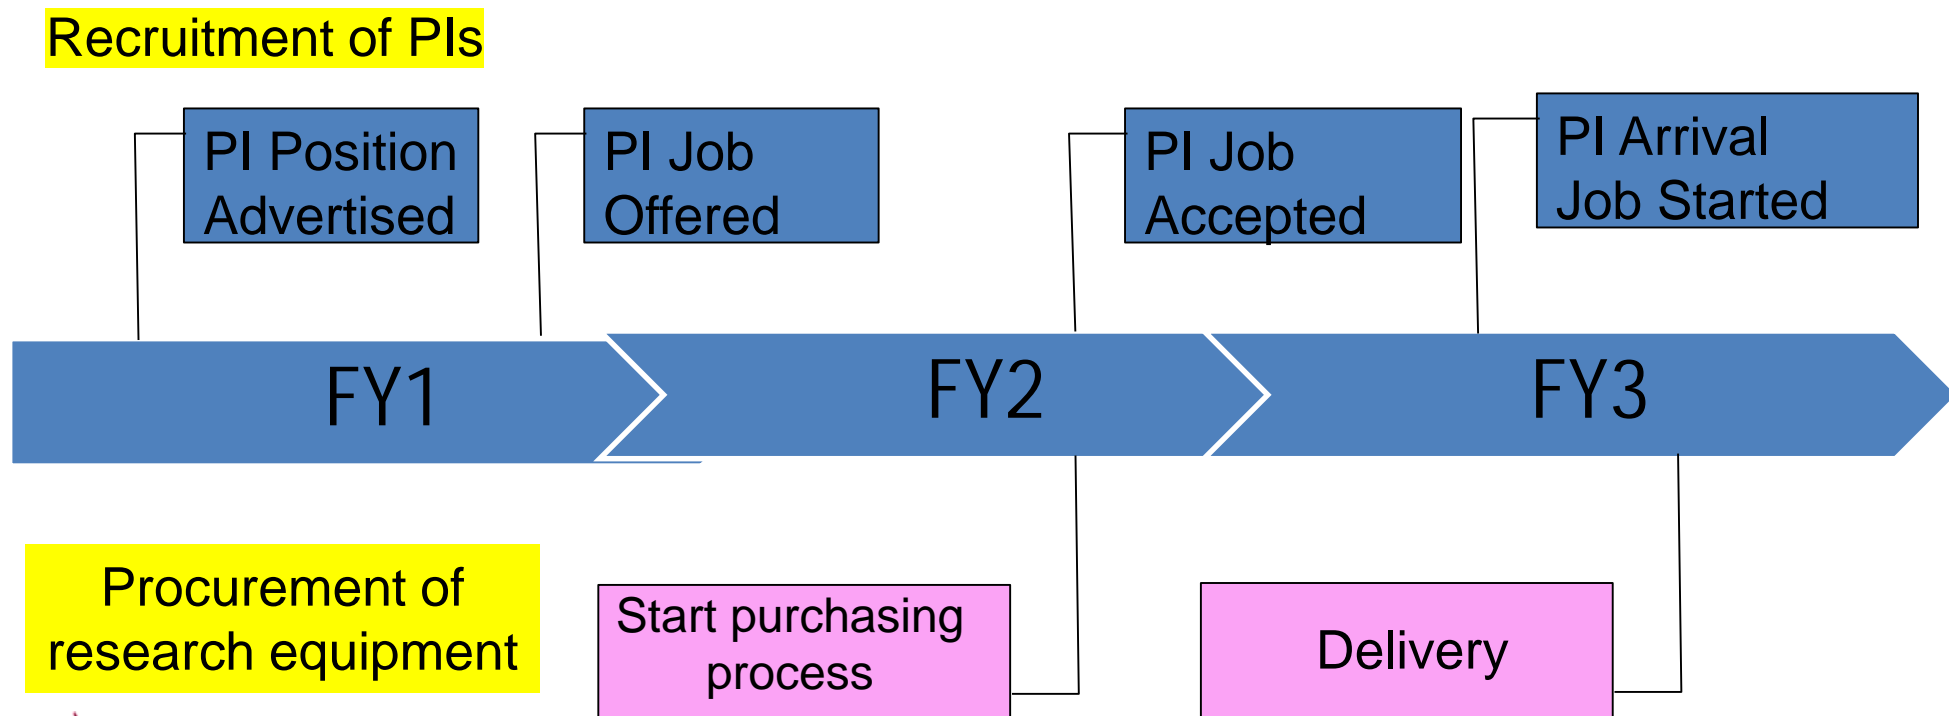 Recruitment of PIs
PI Position
Advertised
PI Job
Offered
PI Job
Accepted
PI Arrival
Job Started
FY1
FY2
FY3
Procurement of
research equipment
Start purchasing
process
Delivery